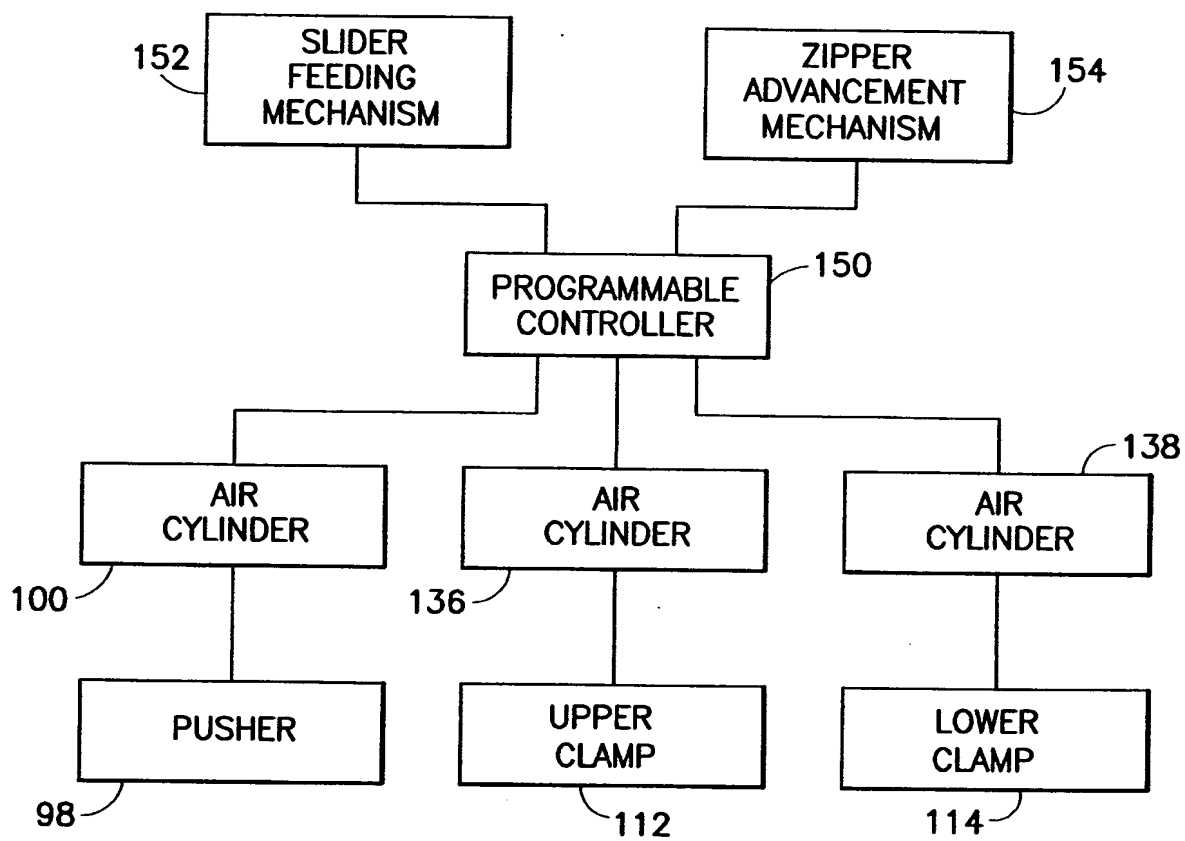 152
SLIDER
FEEDING
MECHANISM
ZIPPER
ADVANCEMENT
MECHANISM
154
PROGRAMMABLE
CONTROLLER
150
AIR
CYLINDER
100
AIR
CYLINDER
136
AIR
CYLINDER
138
PUSHER
98
UPPER
CLAMP
112
LOWER
CLAMP
114